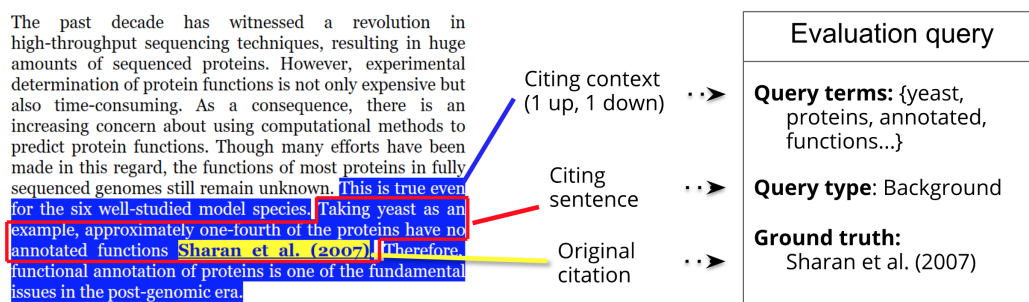 The past decade has witnessed a revolution in
high-throughput sequencing techniques, resulting in huge
amounts of sequenced proteins. However, experimental
determination of protein functions is not only expensive but
also time-consuming. As a consequence, there is an
increasing concern about using computational methods to
predict protein functions. Though many efforts have been
made in this regard, the functions of most proteins in fully
sequenced genomes still remain unknown. This is true even
for the six well-studied model species. Taking yeast as an
example, approximately one-fourth of the proteins have no
annotated functions Sharan et al. (2007). Therefore,
functional annotation of proteins is one of the fundamental
issues in the post-genomic era.
Citing context
(1 up, 1 down)
Citing
sentence
Original
citation
Evaluation query
Query terms: {yeast,
proteins, annotated,
functions...}
Query type: Background
Ground truth:
Sharan et al. (2007)